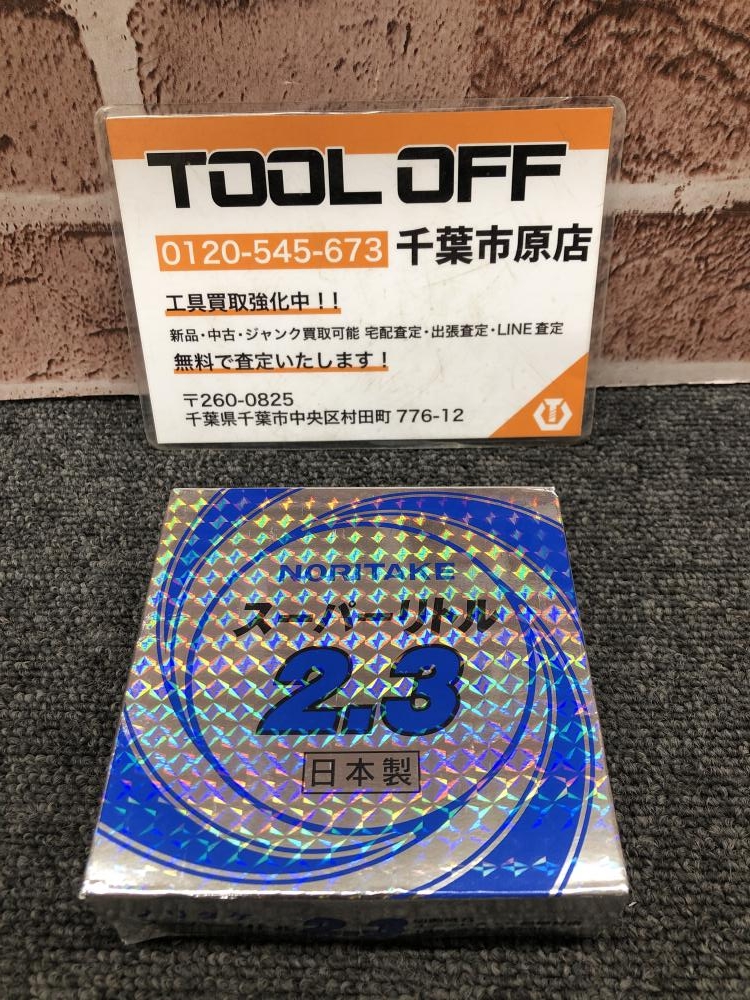 TOOL OFF
0120-545-673 千葉市原店
工具買取強化中!!
新品・中古・ジャンク買取可能 宅配査定・出張査定・LINE査定
無料で査定いたします!
〒260-0825
千葉県千葉市中央区村田町 776-12
NORITAKE
スーパーリトル
2.3
日本製
2.3